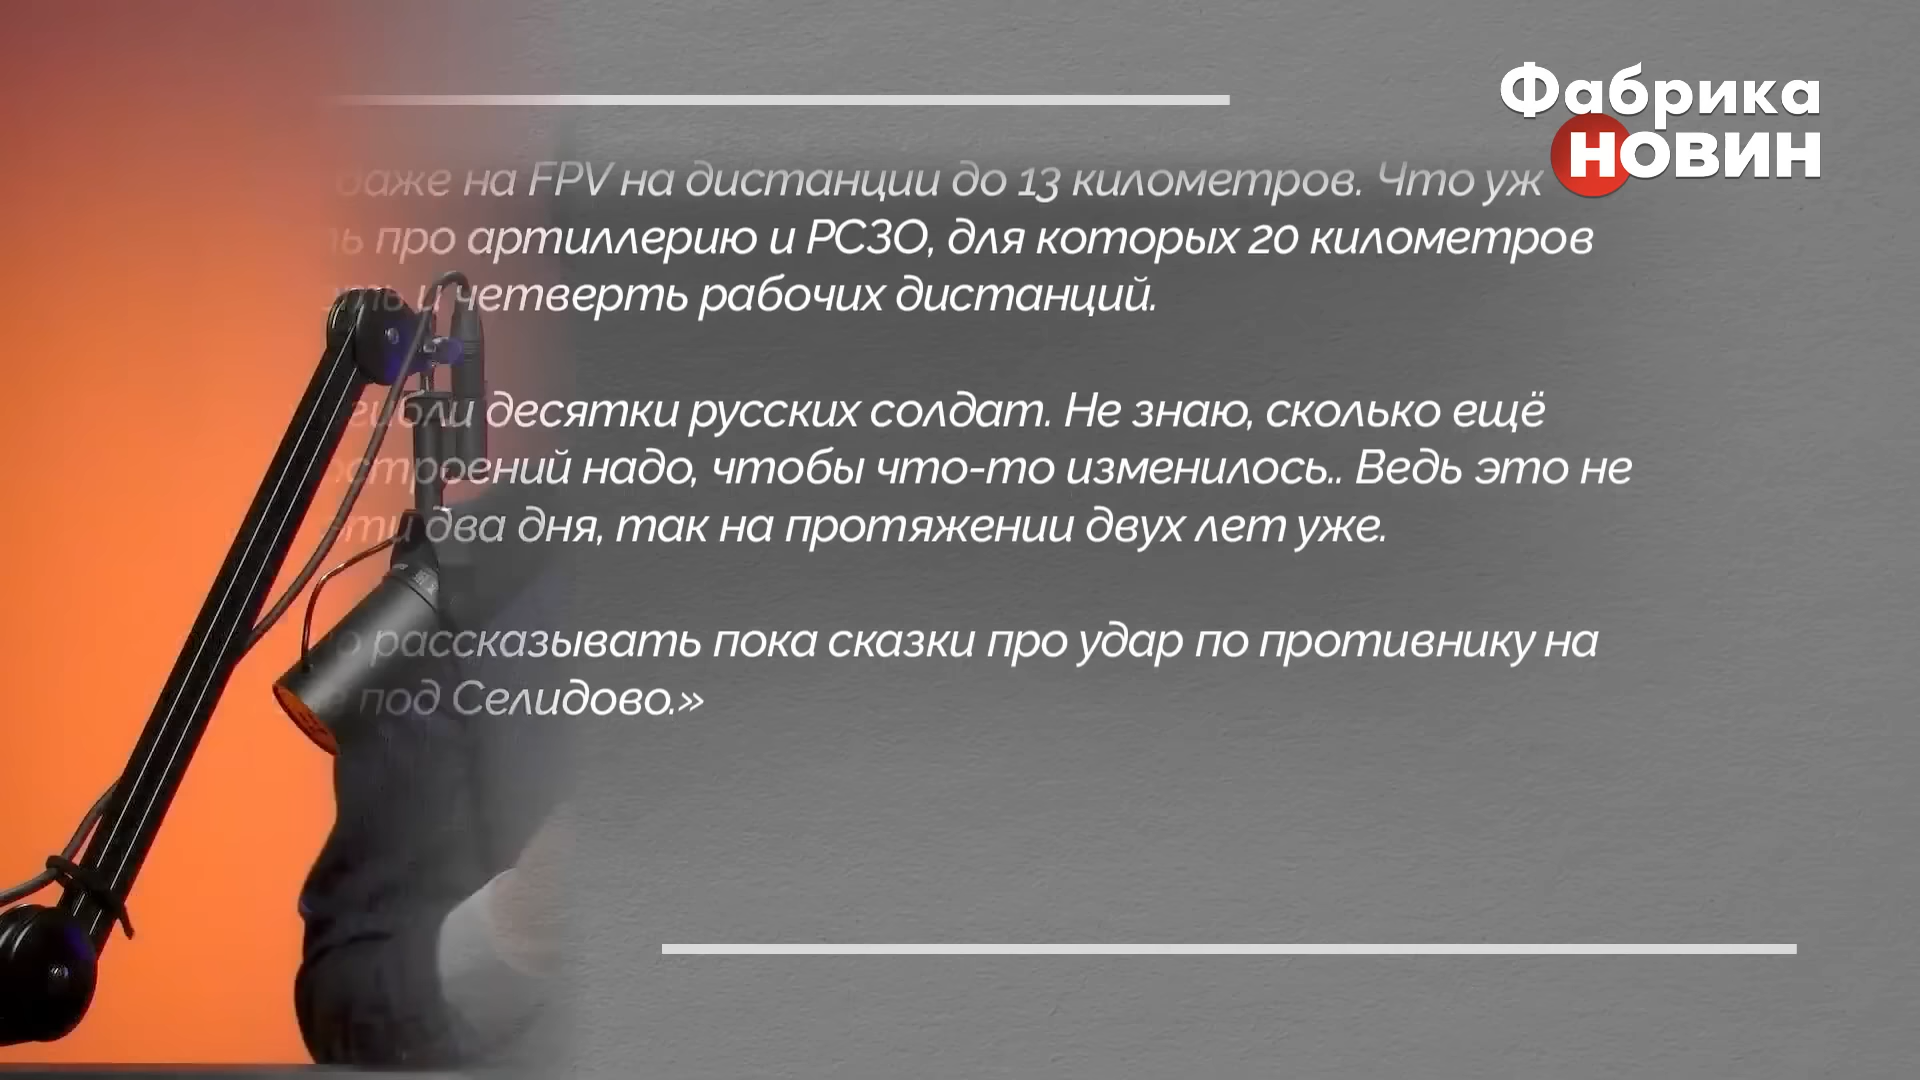 Фабрика
новин
даже на FPV на дистанции до 13 километров. Что уж
про артиллерию и РСЗО, для которых 20 километров
и четверть рабочих дистанций.
десятки русских солдат. Не знаю, сколько ещё
надо, чтобы что-то изменилось.. Ведь это не
два дня, так на протяжении двух лет уже.
рассказывать пока сказки про удар по противнику на
под Селидово.»